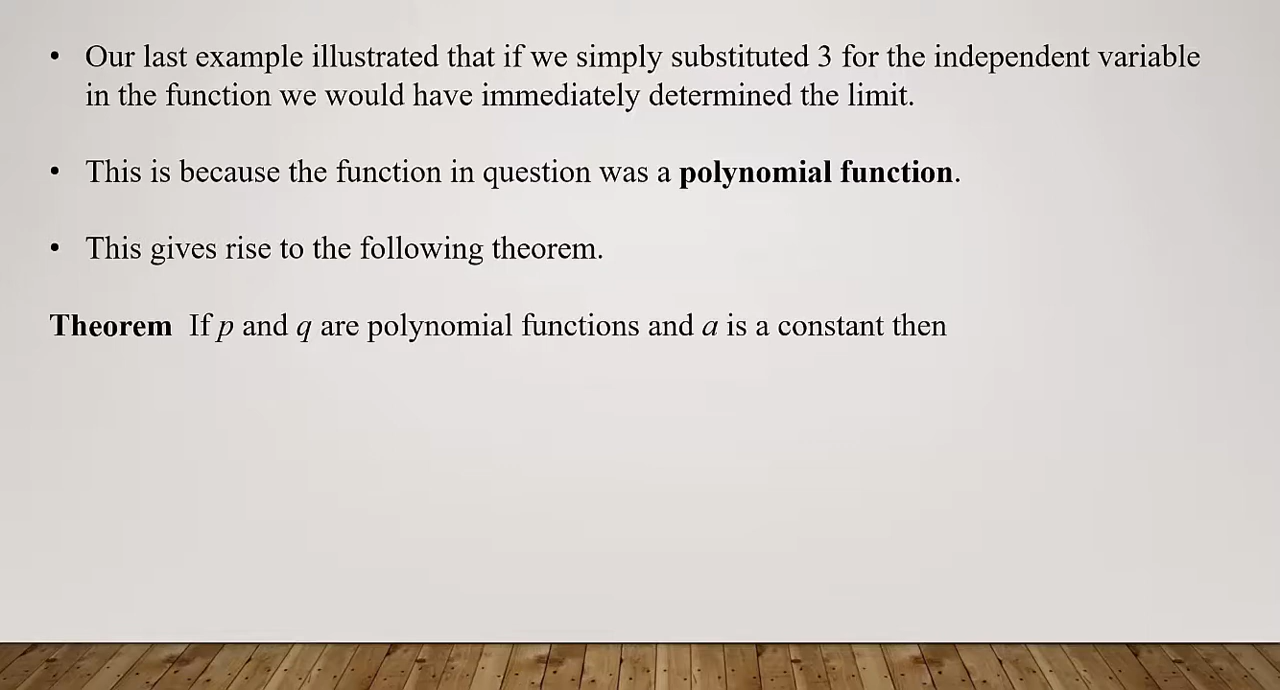 • Our last example illustrated that if we simply substituted 3 for the independent variable
in the function we would have immediately determined the limit.
• This is because the function in question was a polynomial function.
• This gives rise to the following theorem.
Theorem If p and q are polynomial functions and a is a constant then